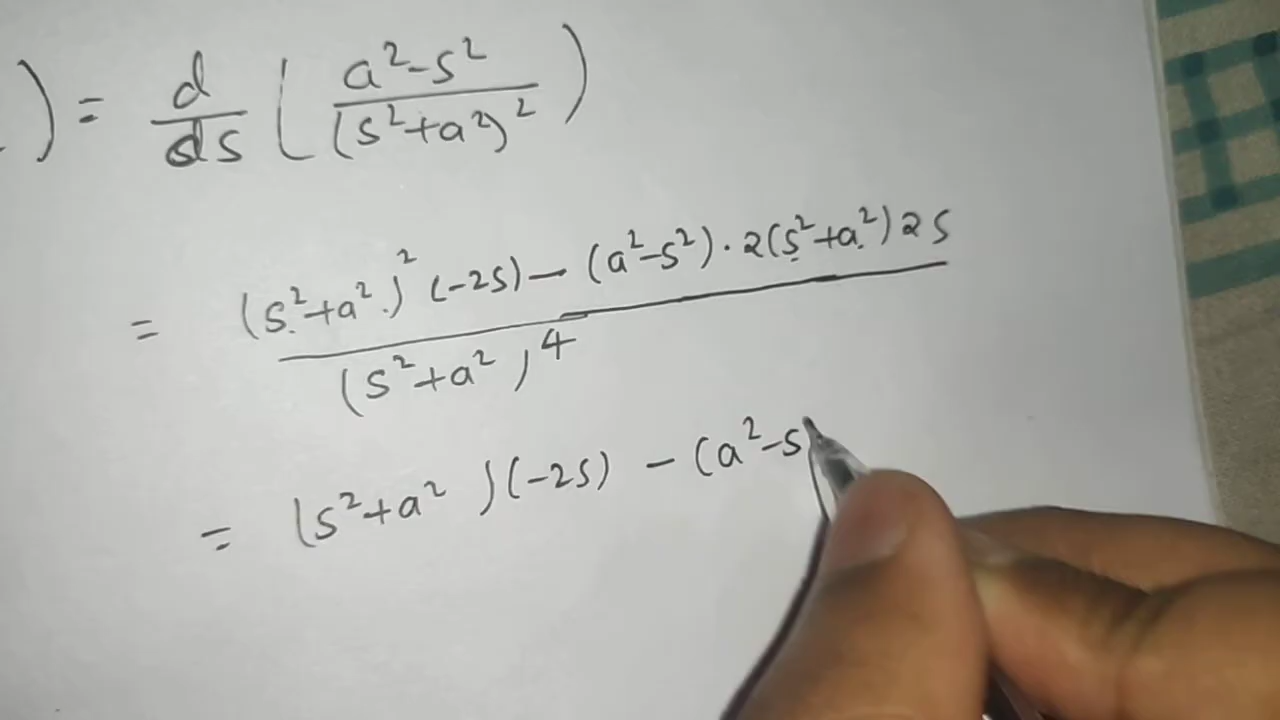 ) = d/ds ( (a²-s²)/(s²+a²)² )
= ((s²+a²)² (-2s) - (a²-s²) · 2(s²+a²) 2s)/(s²+a²)⁴
= (s²+a²)(-2s) - (a²-s